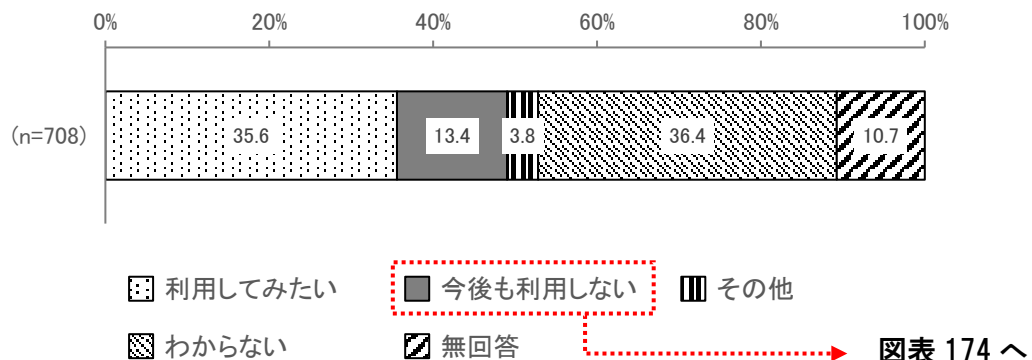 0% 20% 40% 60% 80% 100%
(n=708) 35.6 13.4 3.8 36.4 10.7
利用してみたい 今後も利用しない その他
わからない 無回答 図表 174 へ